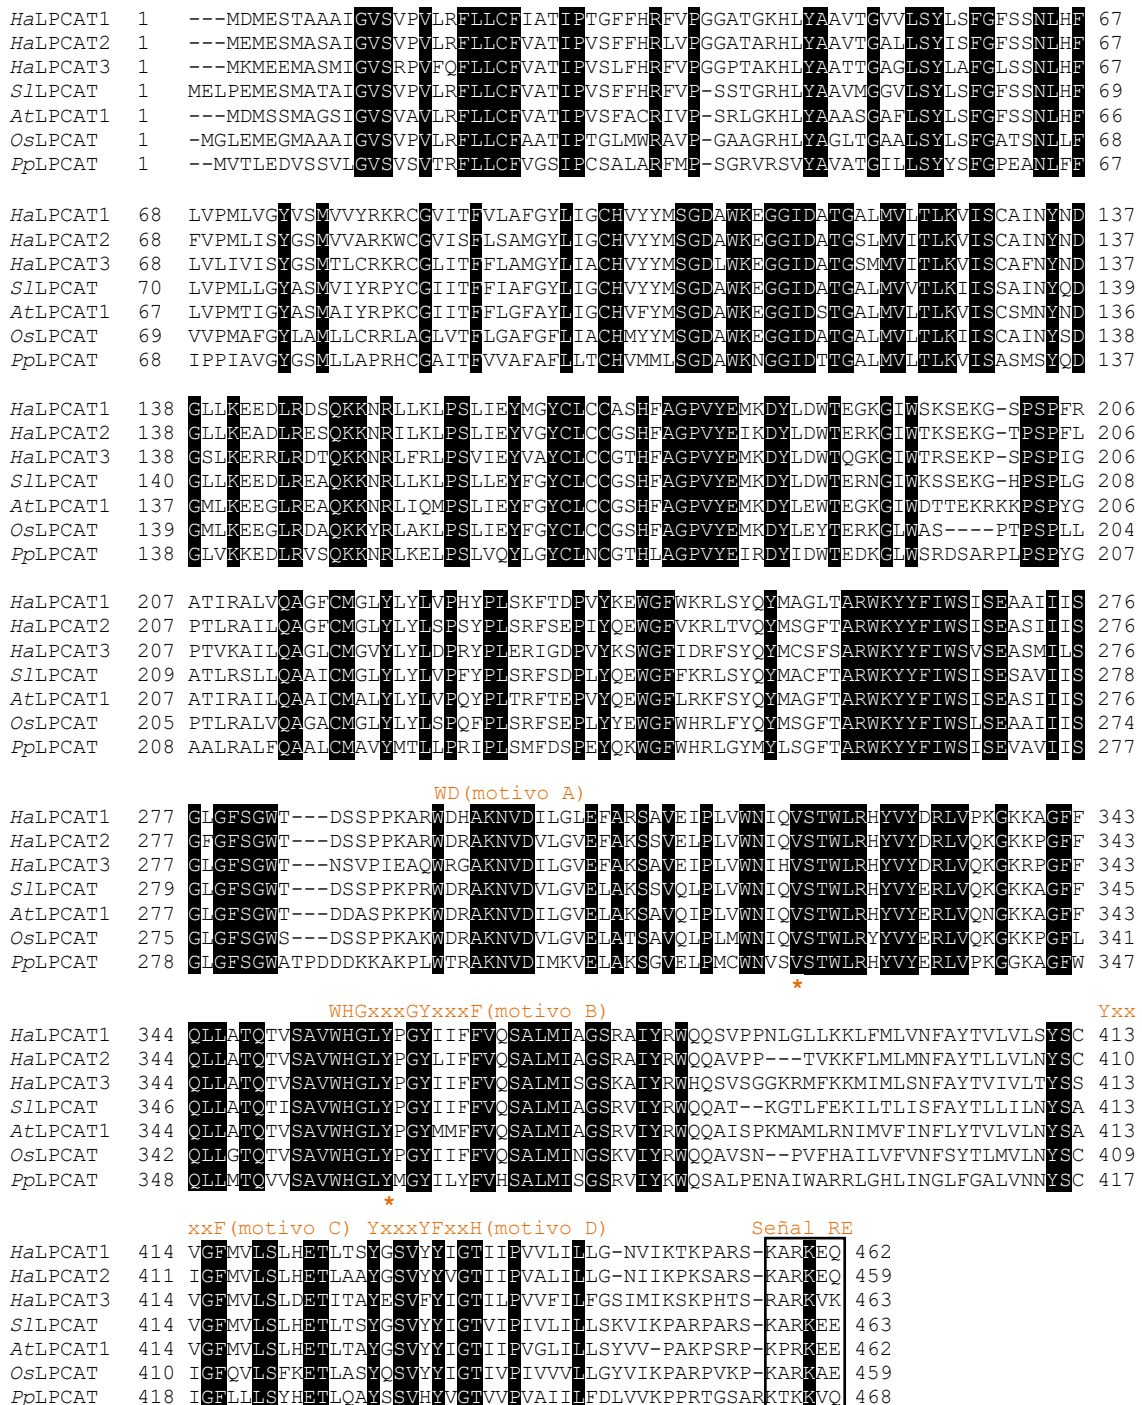 HaLPCAT1 1 ---MDMESTAAAIGVSVPVLRFLLCFIATIPTGFFHRFVPGGATGKHLYAAVTGVVLSYLSFGFSSNLHF 67
HaLPCAT2 1 ---MEMESMASAIGVSVPVLRFLLCFVATIPVSFFHRLVPGGATARHLYAAVTGALLSYISFGFSSNLHF 67
HaLPCAT3 1 ---MKMEEMASMIGVSRPVFQFLLCFVATIPVSLFHRFVPGGPTAKHLYAATTGAGLSYLAFGLSSNLHF 67
SlLPCAT 1 MELPEMESMATAIGVSVPVLRFLLCFVATIPVSFFHRFVP-SSTGRHLYAAVMGGVLSYLSFGFSSNLHF 69
AtLPCAT1 1 ---MDMSSMAGSIGVSVAVLRFLLCFVATIPVSFACRIVP-SRLGKHLYAAASGAFLSYLSFGFSSNLHF 66
OsLPCAT 1 -MGLEMEGMAAAIGVSVSVLRFLLCFAATIPTGLMWRAVP-GAAGRHLYAGLTGAALSYLSFGATSNLLF 68
PpLPCAT 1 --MVTLEDVSSVLGVSVSVTRFLLCFVGSIPCSALARFMP-SGRVRSVYAVATGILLSYYSFGPEANLFF 67
HaLPCAT1 68 LVPMLVGYVSMVVYRKRCGVITFVLAFGYLIGCHVYYMSGDAWKEGGIDATGALMVLTLKVISCAINYND 137
HaLPCAT2 68 FVPMLISYGSMVVARKWCGVISFLSAMGYLIGCHVYYMSGDAWKEGGIDATGSLMVITLKVISCAINYND 137
HaLPCAT3 68 LVLIVISYGSMTLCRKRCGLITFFLAMGYLIACHVYYMSGDLWKEGGIDATGSMMVITLKVISCAFNYND 137
SlLPCAT 70 LVPMLLGYASMVIYRPYCGIITFFIAFGYLIGCHVYYMSGDAWKEGGIDATGALMVVTLKIISSAINYQD 139
AtLPCAT1 67 LVPMTIGYASMAIYRPKCGIITFFLGFAYLIGCHVFYMSGDAWKEGGIDSTGALMVLTLKVISCSMNYND 136
OsLPCAT 69 VVPMAFGYLAMLLCRRLAGLVTFLGAFGFLIACHMYYMSGDAWKEGGIDATGALMVLTLKIISCAINYSD 138
PpLPCAT 68 IPPIAVGYGSMLLAPRHCGAITFVVAFAFLLTCHVMMLSGDAWKNGGIDTTGALMVLTLKVISASMSYQD 137
HaLPCAT1 138 GLLKEEDLRDSQKKNRLLKLPSLIEYMGYCLCCASHFAGPVYEMKDYLDWTEGKGIWSKSEKG-SPSPFR 206
HaLPCAT2 138 GLLKEADLRESQKKNRILKLPSLIEYVGYCLCCGSHFAGPVYEIKDYLDWTERKGIWTKSEKG-TPSPFL 206
HaLPCAT3 138 GSLKERRLRDTQKKNRLFRLPSVIEYVAYCLCCGTHFAGPVYEMKDYLDWTQGKGIWTRSEKP-SPSPIG 206
SlLPCAT 140 GLLKEEDLREAQKKNRLLKLPSLLEYFGYCLCCGSHFAGPVYEMKDYLDWTERNGIWKSSEKG-HPSPLG 208
AtLPCAT1 137 GMLKEEGLREAQKKNRLIQMPSLIEYFGYCLCCGSHFAGPVYEMKDYLEWTEGKGIWDTTEKRKKPSPYG 206
OsLPCAT 139 GMLKEEGLRDAQKKYRLAKLPSLIEYFGYCLCCGSHFAGPVYEMKDYLEYTERKGLWAS----PTPSPLL 204
PpLPCAT 138 GLVKKEDLRVSQKKNRLKELPSLVQYLGYCLNCGTHLAGPVYEIRDYIDWTEDKGLWSRDSARPLPSPYG 207
HaLPCAT1 207 ATIRALVQAGFCMGLYLYLVPHYPLSKFTDPVYKEWGFWKRLSYQYMAGLTARWKYYFIWSISEAAIIIS 276
HaLPCAT2 207 PTLRAILQAGFCMGLYLYLSPSYPLSRFSEPIYQEWGFVKRLTVQYMSGFTARWKYYFIWSISEASIIIS 276
HaLPCAT3 207 PTVKAILQAGLCMGVYLYLDPRYPLERIGDPVYKSWGFIDRFSYQYMCSFSARWKYYFIWSVSEASMILS 276
SlLPCAT 209 ATLRSLLQAAICMGLYLYLVPFYPLSRFSDPLYQEWGFFKRLSYQYMACFTARWKYYFIWSISESAVIIS 278
AtLPCAT1 207 ATIRAILQAAICMALYLYLVPQYPLTRFTEPVYQEWGFLRKFSYQYMAGFTARWKYYFIWSISEASIIIS 276
OsLPCAT 205 PTLRALVQAGACMGLYLYLSPQFPLSRFSEPLYYEWGFWHRLFYQYMSGFTARWKYYFIWSLSEAAIIIS 274
PpLPCAT 208 AALRALFQAALCMAVYMTLLPRIPLSMFDSPEYQKWGFWHRLGYMYLSGFTARWKYYFIWSISEVAVIIS 277
WD(motivo A)
HaLPCAT1 277 GLGFSGWT---DSSPPKARWDHAKNVDILGLEFARSAVEIPLVWNIQVSTWLRHYVYDRLVPKGKKAGFF 343
HaLPCAT2 277 GFGFSGWT---DSSPPKARWDRAKNVDVLGVEFAKSSVELPLVWNIQVSTWLRHYVYDRLVQKGKKPGFF 343
HaLPCAT3 277 GLGFSGWT---NSVPIEAQWRGAKNVDILGVEFAKSAVEIPLVWNIHVSTWLRHYVYDRLVQKGKRPGFF 343
SlLPCAT 279 GLGFSGWT---DSSPPKPRWDRAKNVDVLGVELAKSSVQLPLVWNIQVSTWLRHYVYERLVQKGKKAGFF 345
AtLPCAT1 277 GLGFSGWT---DDASPKPKWDRAKNVDILGVELAKSAVQIPLVWNIQVSTWLRHYVYERLVQNGKKAGFF 343
OsLPCAT 275 GLGFSGWS---DSSPPKAKWDRAKNVDVLGVELATSAVQLPLMWNIQVSTWLRYYVYERLVQKGKKPGFL 341
PpLPCAT 278 GLGFSGWATPDDDKKAKPLWTRAKNVDIMKVELAKSGVELPMCWNVSVSTWLRHYVYERLVPKGGKAGFW 347
*
WHGxxxGYxxxF(motivo B) Yxx
HaLPCAT1 344 QLLATQTVSAVWHGLYPGYIIFFVQSALMIAGSRAIYRWQQSVPPNLGLLKKLFMLVNFAYTVLVLSYSC 413
HaLPCAT2 344 QLLATQTVSAVWHGLYPGYLIFFVQSALMIAGSRAIYRWQQAVPP---TVKKFLMLMNFAYTLLVLNYSC 410
HaLPCAT3 344 QLLATQTVSAVWHGLYPGYIIFFVQSALMISGSKAIYRWHQSVSGGKRMFKKMIMLSNFAYTVIVLTYSS 413
SlLPCAT 346 QLLATQTISAVWHGLYPGYIIFFVQSALMIAGSRVIYRWQQAT--KGTLFEKILTLISFAYTLLILNYSA 413
AtLPCAT1 344 QLLATQTVSAVWHGLYPGYMMFFVQSALMIAGSRVIYRWQQAISPKMAMLRNIMVFINFLYTVLVLNYSA 413
OsLPCAT 342 QLLGTQTVSAVWHGLYPGYIIFFVQSALMINGSKVIYRWQQAVSN--PVFHAILVFVNFSYTLMVLNYSC 409
PpLPCAT 348 QLLMTQVVSAVWHGLYMGYILYFVHSALMISGSRVIYKWQSALPENAIWARRLGHLINGLFGALVNNYSC 417
*
xxF(motivo C) YxxxYFxxH(motivo D) Señal RE
HaLPCAT1 414 VGFMVLSLHETLTSYGSVYYIGTIIPVVLILLG-NVIKTKPARS-KARKEQ 462
HaLPCAT2 411 IGFMVLSLHETLAAYGSVYYVGTIIPVALILLG-NIIKPKSARS-KARKEQ 459
HaLPCAT3 414 VGFMVLSLDETITAYESVFYIGTILPVVFILFGSIMIKSKPHTS-RARKVK 463
SlLPCAT 414 VGFMVLSLHETLTSYGSVYYIGTVIPIVLILLSKVIKPARPARS-KARKEE 463
AtLPCAT1 414 VGFMVLSLHETLTAYGSVYYIGTIIPVGLILLSYVV-PAKPSRP-KPRKEE 462
OsLPCAT 410 IGFQVLSFKETLASYQSVYYIGTIVPIVVVLLGYVIKPARPVKP-KARKAE 459
PpLPCAT 418 IGFLLLSYHETLQAYSSVHYVGTVVPVAIILFDLVVKPPRTGSARKTKKVQ 468